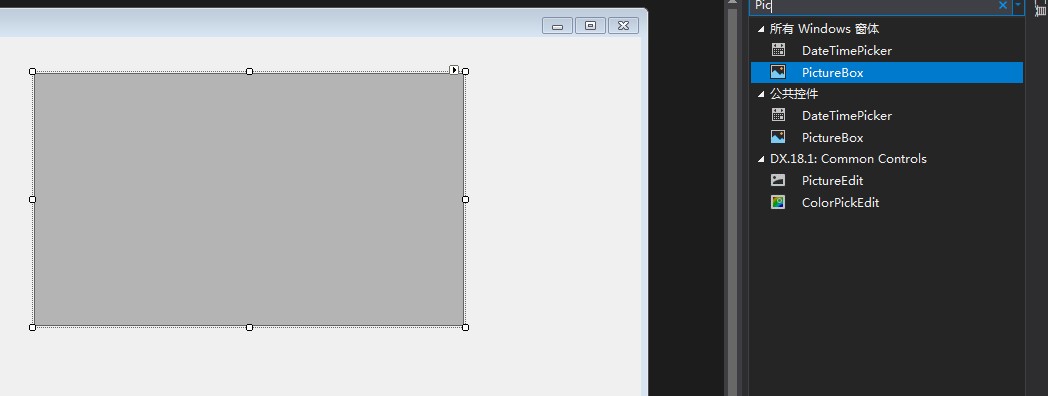 Pic
所有 Windows 窗体
DateTimePicker
PictureBox
公共控件
DateTimePicker
PictureBox
DX.18.1: Common Controls
PictureEdit
ColorPickEdit